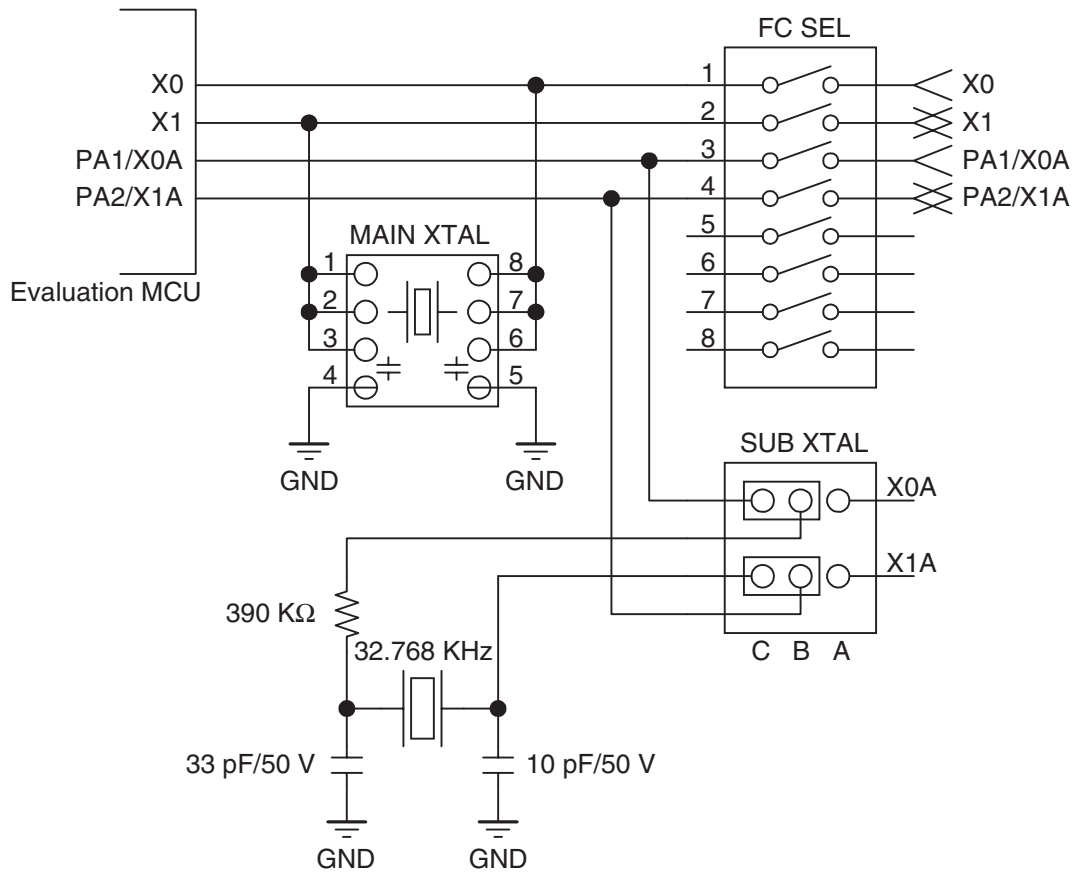 FC SEL
X0
1
X0
X1
2
X1
PA1/X0A
3
PA1/X0A
PA2/X1A
4
PA2/X1A
5
6
7
8
Evaluation MCU
MAIN XTAL
1
8
2
7
3
6
4
5
GND
GND
SUB XTAL
X0A
X1A
C B A
390 KΩ
32.768 KHz
33 pF/50 V
10 pF/50 V
GND
GND